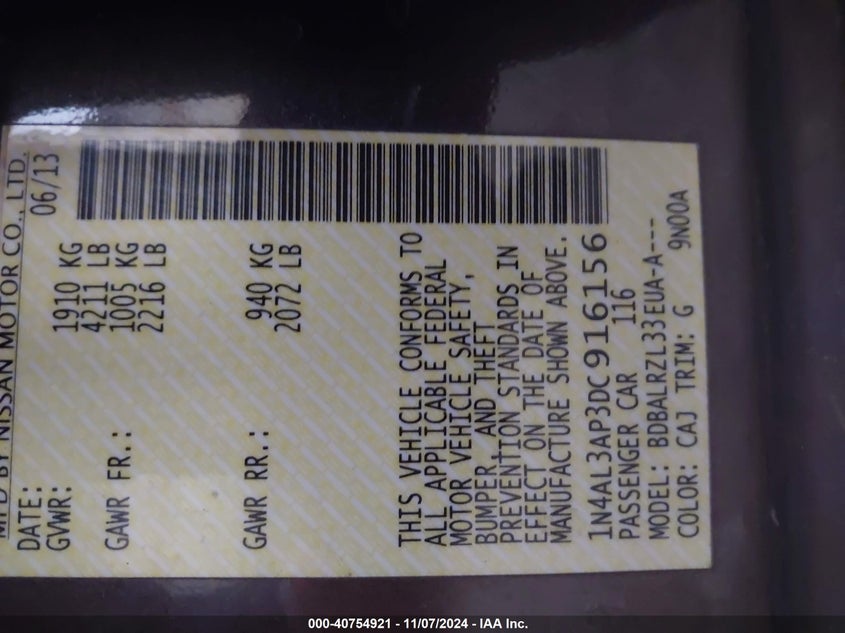 MFD BY NISSAN MOTOR CO., LTD.
DATE: 06/13
GVWR: 1910 KG
4211 LB
GAWR FR.: 1005 KG
2216 LB
GAWR RR.: 940 KG
2072 LB
THIS VEHICLE CONFORMS TO
ALL APPLICABLE FEDERAL
MOTOR VEHICLE SAFETY,
BUMPER, AND THEFT
PREVENTION STANDARDS IN
EFFECT ON THE DATE OF
MANUFACTURE SHOWN ABOVE.
1N4AL3AP3DC916156
PASSENGER CAR 116
MODEL: BDBALRZL33EUA-A----
COLOR: CAJ TRIM: G 9N00A
000-40754921 - 11/07/2024 - IAA Inc.